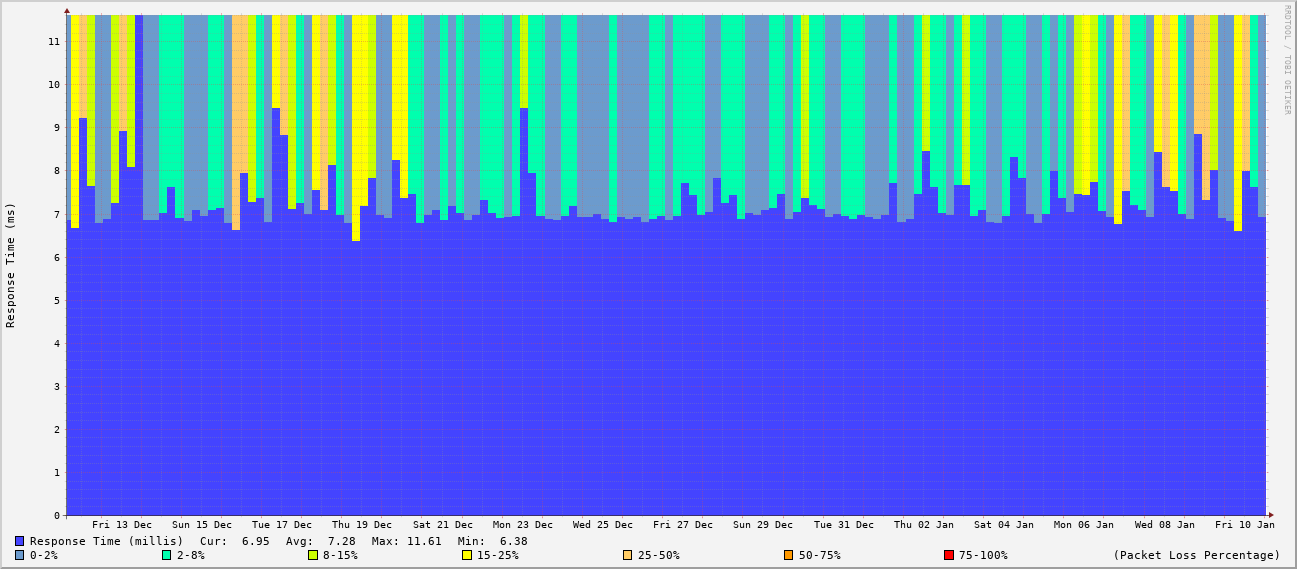 RRDTOOL / TOBI OETIKER
Response Time (ms)
11
10
9
8
7
6
5
4
3
2
1
0
Fri 13 Dec Sun 15 Dec Tue 17 Dec Thu 19 Dec Sat 21 Dec Mon 23 Dec Wed 25 Dec Fri 27 Dec Sun 29 Dec Tue 31 Dec Thu 02 Jan Sat 04 Jan Mon 06 Jan Wed 08 Jan Fri 10 Jan
Response Time (millis) Cur: 6.95 Avg: 7.28 Max: 11.61 Min: 6.38
0-2% 2-8% 8-15% 15-25% 25-50% 50-75% 75-100% (Packet Loss Percentage)